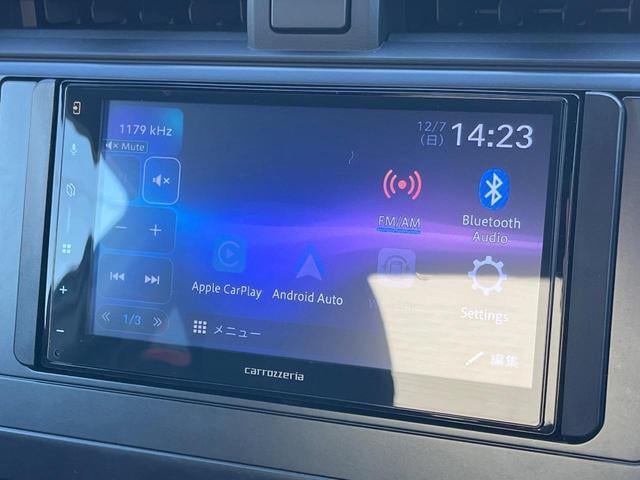 1179 kHz
Mute
12/7
(日)
14:23
FM/AM
Bluetooth
Audio
Apple CarPlay
Android Auto
Settings
1/3
メニュー
編集
carrozzeria